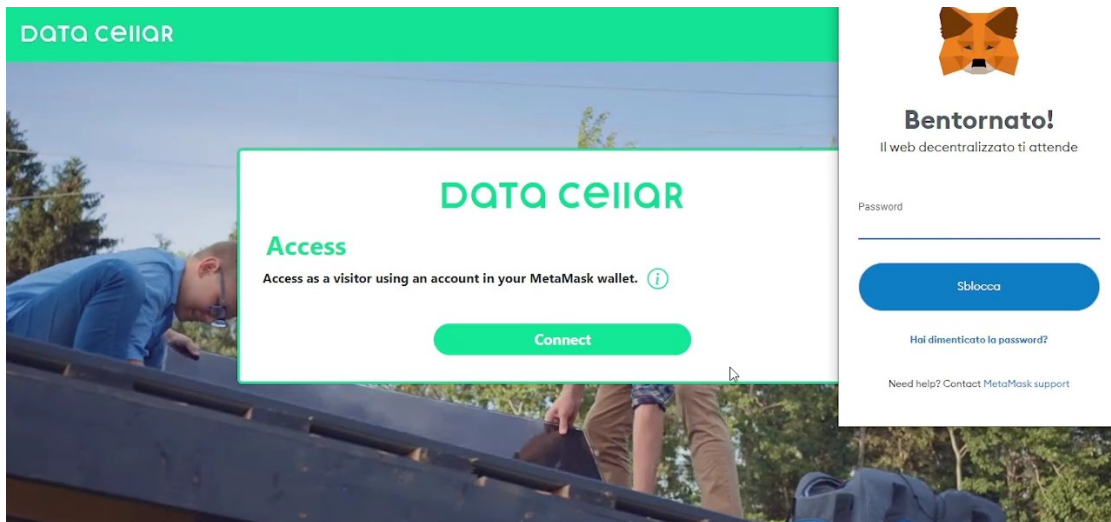 DATA CELLAR
DATA CELLAR
Access
Access as a visitor using an account in your MetaMask wallet. i
Connect
Bentornato!
Il web decentralizzato ti attende
Password
Sblocca
Hai dimenticato la password?
Need help? Contact MetaMask support